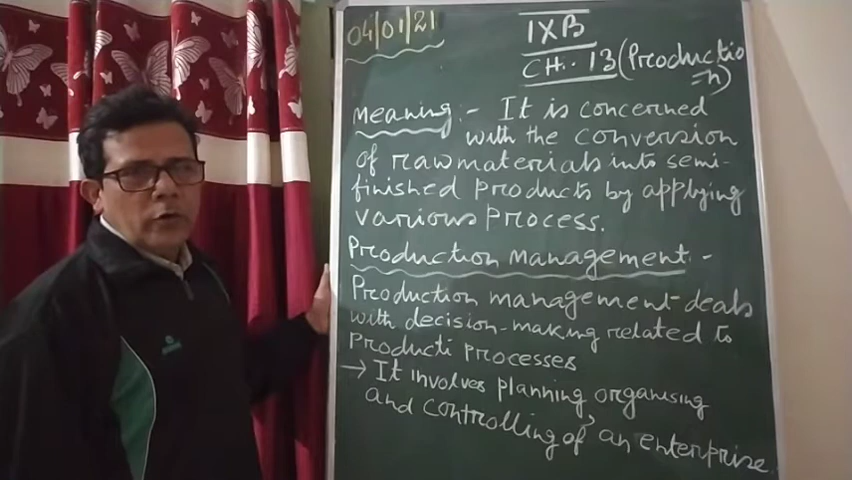 04/01/21
IXB
CH. 13 (Productio
=n)
Meaning:- It is concerned
with the conversion
of rawmaterials into semi-
finished Products by applying
various Process.
Production Management.-
Production management-deals
with decision-making related to
Producti processes
→ It involves planning, organising
and controlling of an enterprise